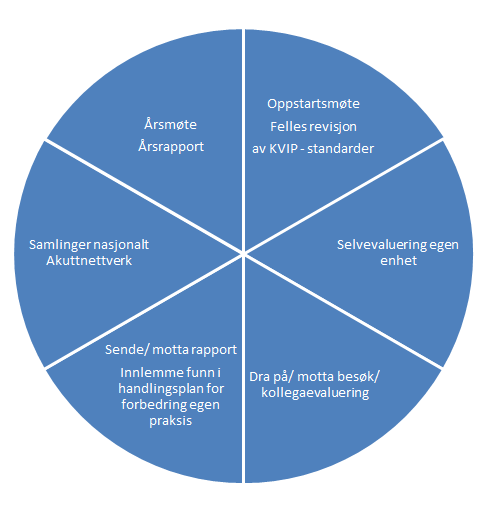 Oppstartsmøte
Felles revisjon
av KVIP - standarder
Selvevaluering egen
enhet
Dra på/ motta besøk/
kollegaevaluering
Sende/ motta rapport
Innlemme funn i
handlingsplan for
forbedring egen
praksis
Samlinger nasjonalt
Akuttnettverk
Årsmøte
Årsrapport